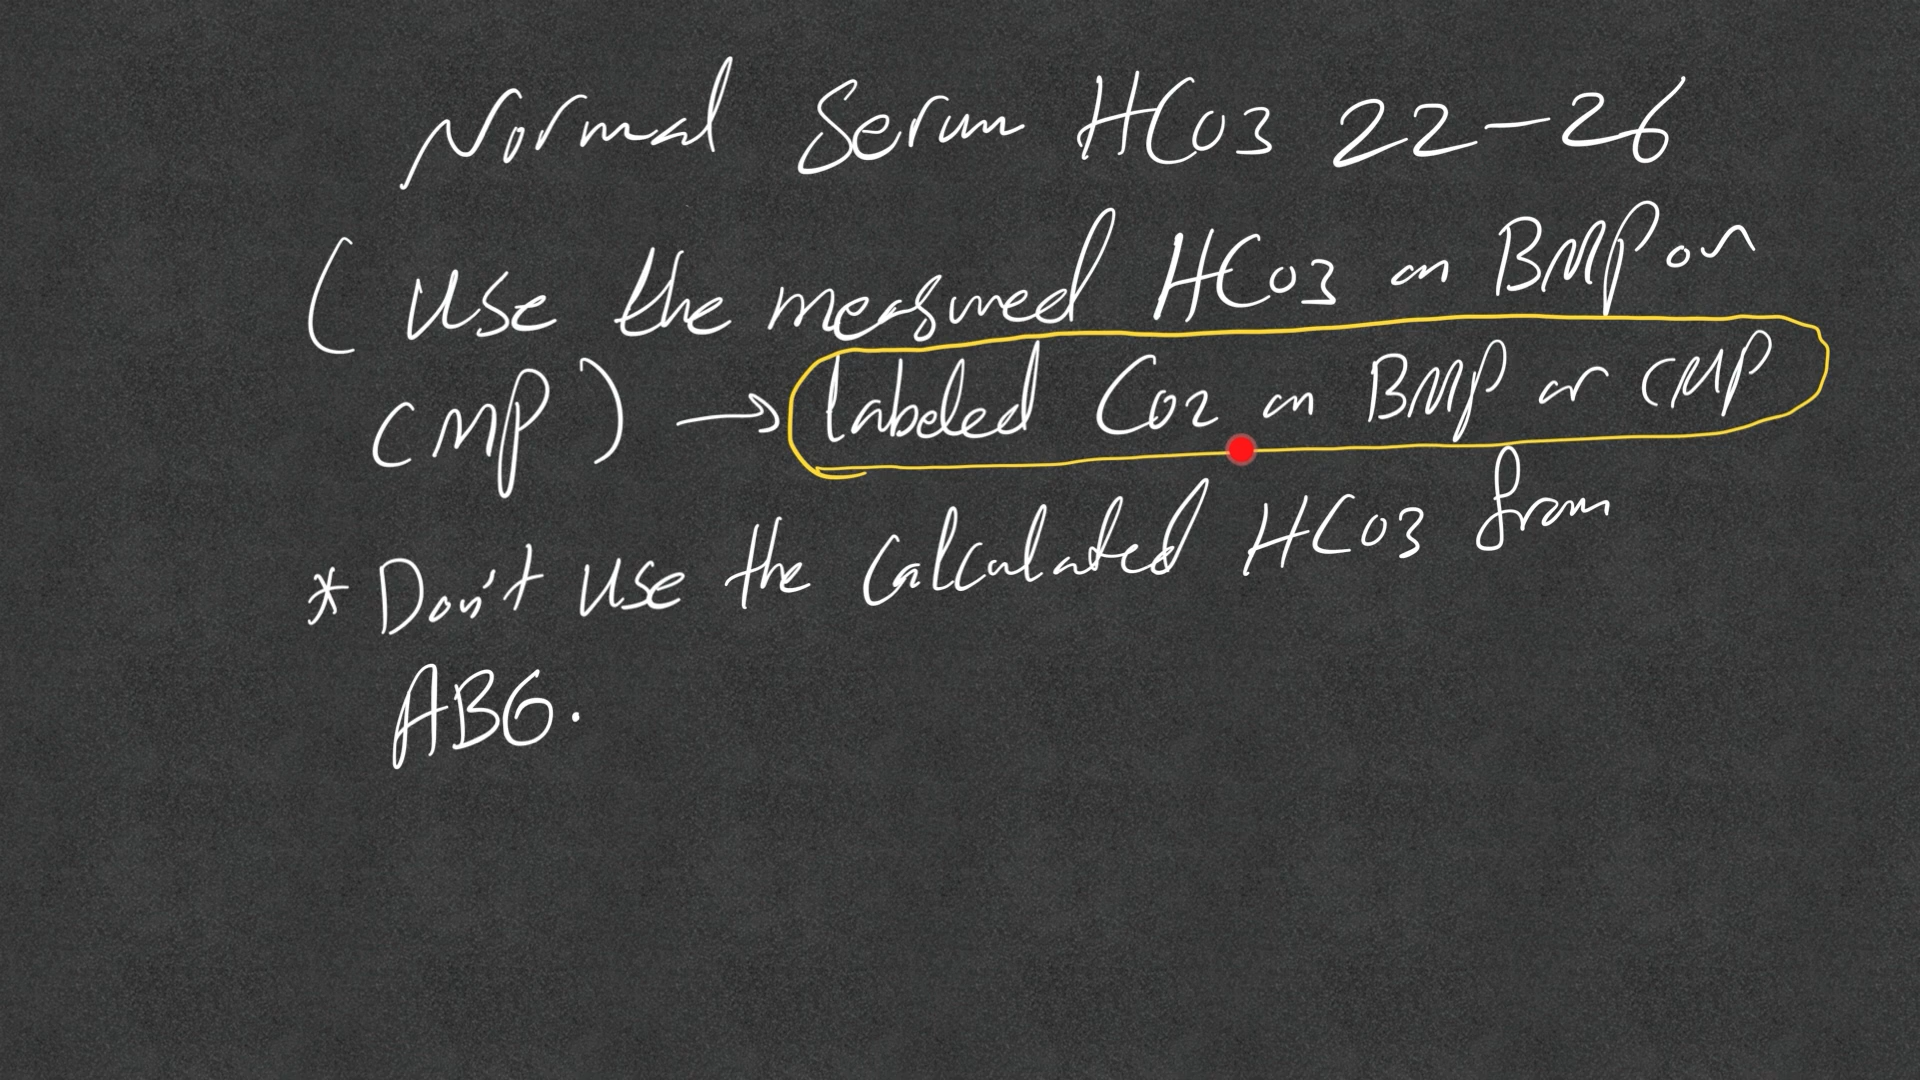 Normal Serum HCO3 22-26
(Use the measured HCO3 on BMP or
CMP) → labeled CO2 on BMP or CMP
* Don't use the calculated HCO3 from
ABG.